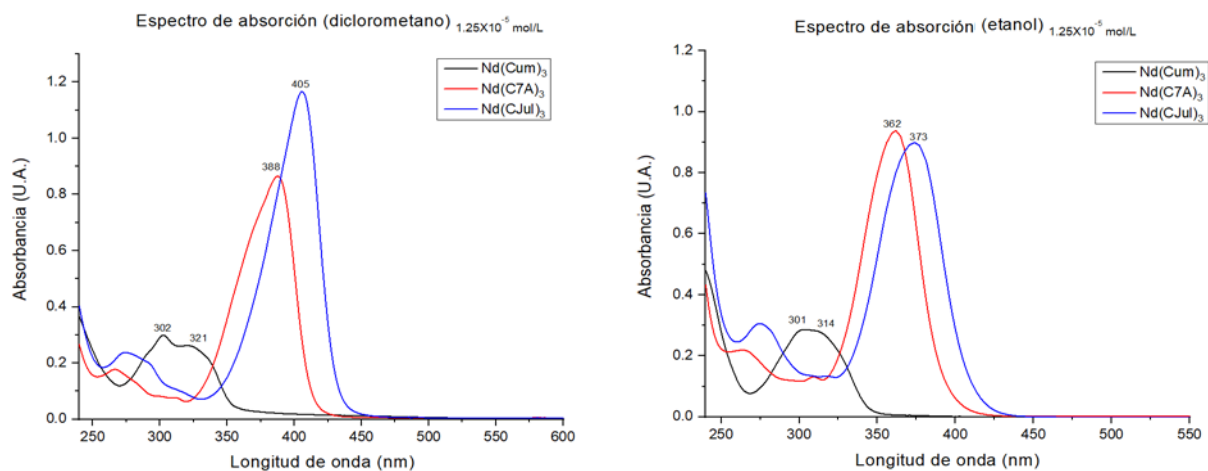 Espectro de absorción (diclorometano) 1.25X10⁻⁵ mol/L
Nd(Cum)₃
Nd(C7A)₃
Nd(CJul)₃
405
388
302
321
1.2
1.0
0.8
0.6
0.4
0.2
0.0
Absorbancia (U.A.)
250 300 350 400 450 500 550 600
Longitud de onda (nm)
Espectro de absorción (etanol) 1.25X10⁻⁵ mol/L
Nd(Cum)₃
Nd(C7A)₃
Nd(CJul)₃
362
373
301
314
1.2
1.0
0.8
0.6
0.4
0.2
0.0
Absorbancia (U.A.)
250 300 350 400 450 500 550
Longitud de onda (nm)